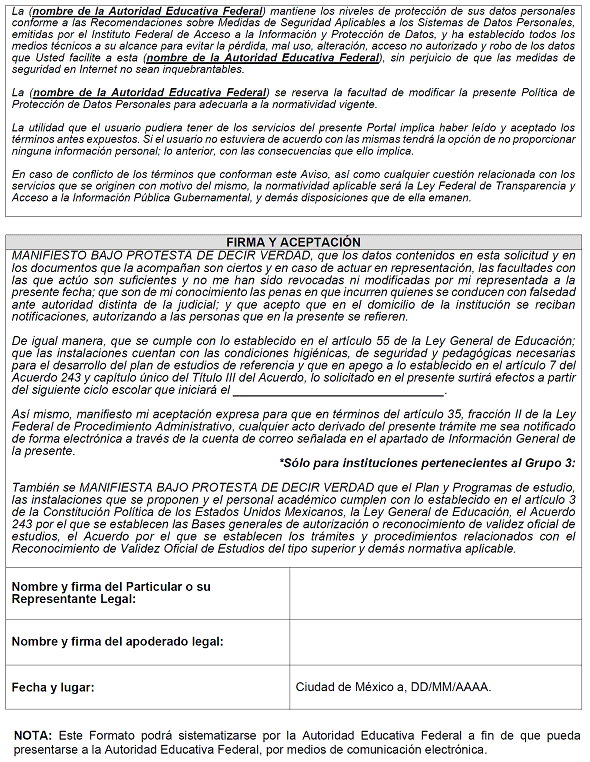 La (nombre de la Autoridad Educativa Federal) mantiene los niveles de protección de sus datos personales
conforme a las Recomendaciones sobre Medidas de Seguridad Aplicables a los Sistemas de Datos Personales,
emitidas por el Instituto Federal de Acceso a la Información y Protección de Datos, y ha establecido todos los
medios técnicos a su alcance para evitar la pérdida, mal uso, alteración, acceso no autorizado y robo de los datos
que Usted facilite a esta (nombre de la Autoridad Educativa Federal), sin perjuicio de que las medidas de
seguridad en Internet no sean inquebrantables.
La (nombre de la Autoridad Educativa Federal) se reserva la facultad de modificar la presente Política de
Protección de Datos Personales para adecuarla a la normatividad vigente.
La utilidad que el usuario pudiera tener de los servicios del presente Portal implica haber leído y aceptado los
términos antes expuestos. Si el usuario no estuviera de acuerdo con las mismas tendrá la opción de no proporcionar
ninguna información personal; lo anterior, con las consecuencias que ello implica.
En caso de conflicto de los términos que conforman este Aviso, así como cualquier cuestión relacionada con los
servicios que se originen con motivo del mismo, la normatividad aplicable será la Ley Federal de Transparencia y
Acceso a la Información Pública Gubernamental, y demás disposiciones que de ella emanen.
FIRMA Y ACEPTACIÓN
MANIFIESTO BAJO PROTESTA DE DECIR VERDAD, que los datos contenidos en esta solicitud y en
los documentos que la acompañan son ciertos y en caso de actuar en representación, las facultades con
las que actúo son suficientes y no me han sido revocadas ni modificadas por mi representada a la
presente fecha; que son de mi conocimiento las penas en que incurren quienes se conducen con falsedad
ante autoridad distinta de la judicial; y que acepto que en el domicilio de la institución se reciban
notificaciones, autorizando a las personas que en la presente se refieren.
De igual manera, que se cumple con lo establecido en el artículo 55 de la Ley General de Educación;
que las instalaciones cuentan con las condiciones higiénicas, de seguridad y pedagógicas necesarias
para el desarrollo del plan de estudios de referencia y que en apego a lo establecido en el artículo 7 del
Acuerdo 243 y capítulo único del Título III del Acuerdo, lo solicitado en el presente surtirá efectos a partir
del siguiente ciclo escolar que iniciará el ______________________________.
Así mismo, manifiesto mi aceptación expresa para que en términos del artículo 35, fracción II de la Ley
Federal de Procedimiento Administrativo, cualquier acto derivado del presente trámite me sea notificado
de forma electrónica a través de la cuenta de correo señalada en el apartado de Información General de
la presente.
*Sólo para instituciones pertenecientes al Grupo 3:
También se MANIFIESTA BAJO PROTESTA DE DECIR VERDAD que el Plan y Programas de estudio,
las instalaciones que se proponen y el personal académico cumplen con lo establecido en el artículo 3
de la Constitución Política de los Estados Unidos Mexicanos, la Ley General de Educación, el Acuerdo
243 por el que se establecen las Bases generales de autorización o reconocimiento de validez oficial de
estudios, el Acuerdo por el que se establecen los trámites y procedimientos relacionados con el
Reconocimiento de Validez Oficial de Estudios del tipo superior y demás normativa aplicable.
Nombre y firma del Particular o su
Representante Legal:
Nombre y firma del apoderado legal:
Fecha y lugar:
Ciudad de México a, DD/MM/AAAA.
NOTA: Este Formato podrá sistematizarse por la Autoridad Educativa Federal a fin de que pueda
presentarse a la Autoridad Educativa Federal, por medios de comunicación electrónica.